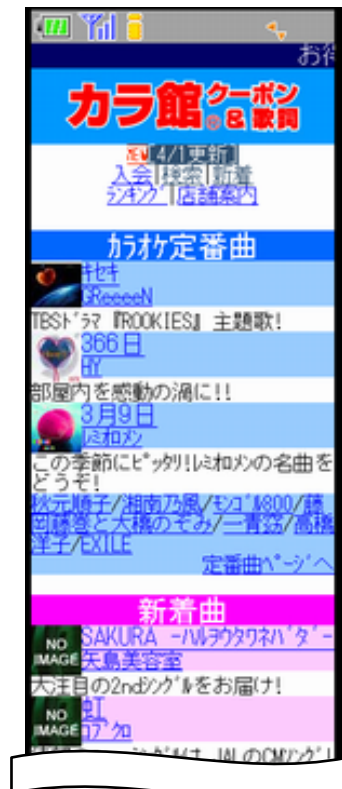 お得
カラ館®クーポン&歌詞
NEW 4/1更新!
入会|検索|新着
ﾗﾝｷﾝｸﾞ|店舗案内
ｶﾗｵｹ定番曲
ｷｾｷ
GReeeeN
TBSﾄﾞﾗﾏ『ROOKIES』主題歌!
366日
HY
部屋内を感動の渦に!!
3月9日
ﾚﾐｵﾛﾒﾝ
この季節にﾋﾟｯﾀﾘ!ﾚﾐｵﾛﾒﾝの名曲を
どうぞ!
秋元順子/湘南乃風/ﾓﾝｺﾞﾙ800/藤
岡藤巻と大橋のぞみ/一青窈/高橋
洋子/EXILE
定番曲ﾍﾟｰｼﾞへ
新着曲
NO IMAGE
SAKURA -ﾊﾙｦｳﾀﾜﾈﾊﾞﾀﾞ-
矢島美容室
大注目の2ndｼﾝｸﾞﾙをお届け!
NO IMAGE
虹
ｺﾌﾞｸﾛ